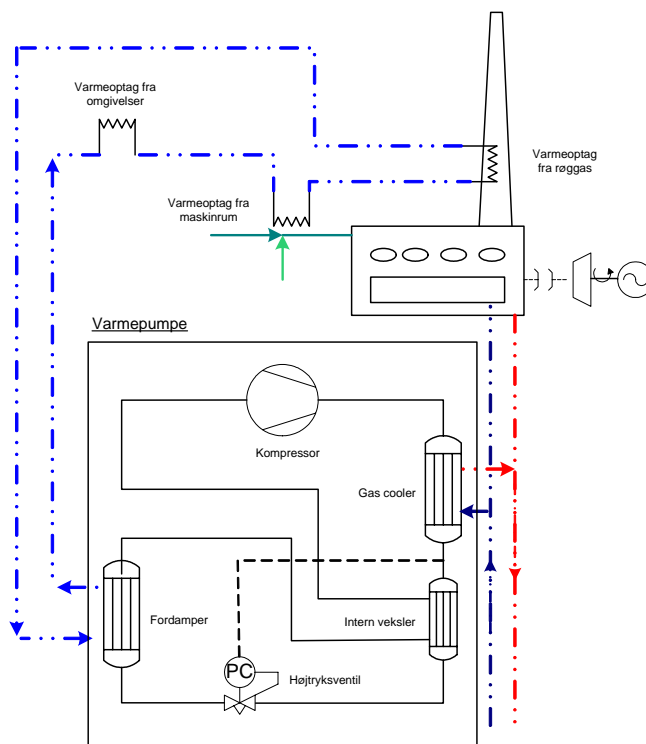 Varmeoptag fra
omgivelser
Varmeoptag
fra røggas
Varmeoptag fra
maskinrum
Varmepumpe
Kompressor
Gas cooler
Fordamper
Intern veksler
PC
Højtryksventil